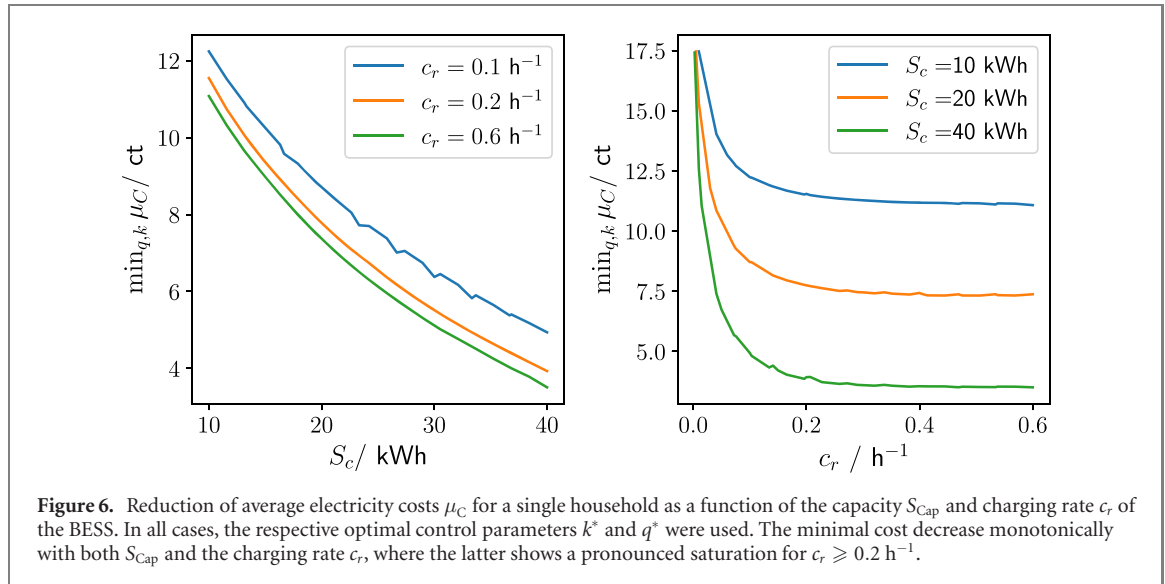 12
10
8
6
4
min_{q,k} μ_C / ct
c_r = 0.1 h⁻¹
c_r = 0.2 h⁻¹
c_r = 0.6 h⁻¹
10 20 30 40
S_c/ kWh
17.5
15.0
12.5
10.0
7.5
5.0
min_{q,k} μ_C / ct
S_c =10 kWh
S_c =20 kWh
S_c =40 kWh
0.0 0.2 0.4 0.6
c_r / h⁻¹
Figure 6. Reduction of average electricity costs μ_C for a single household as a function of the capacity S_Cap and charging rate c_r of
the BESS. In all cases, the respective optimal control parameters k* and q* were used. The minimal cost decrease monotonically
with both S_Cap and the charging rate c_r, where the latter shows a pronounced saturation for c_r ⩾ 0.2 h⁻¹.